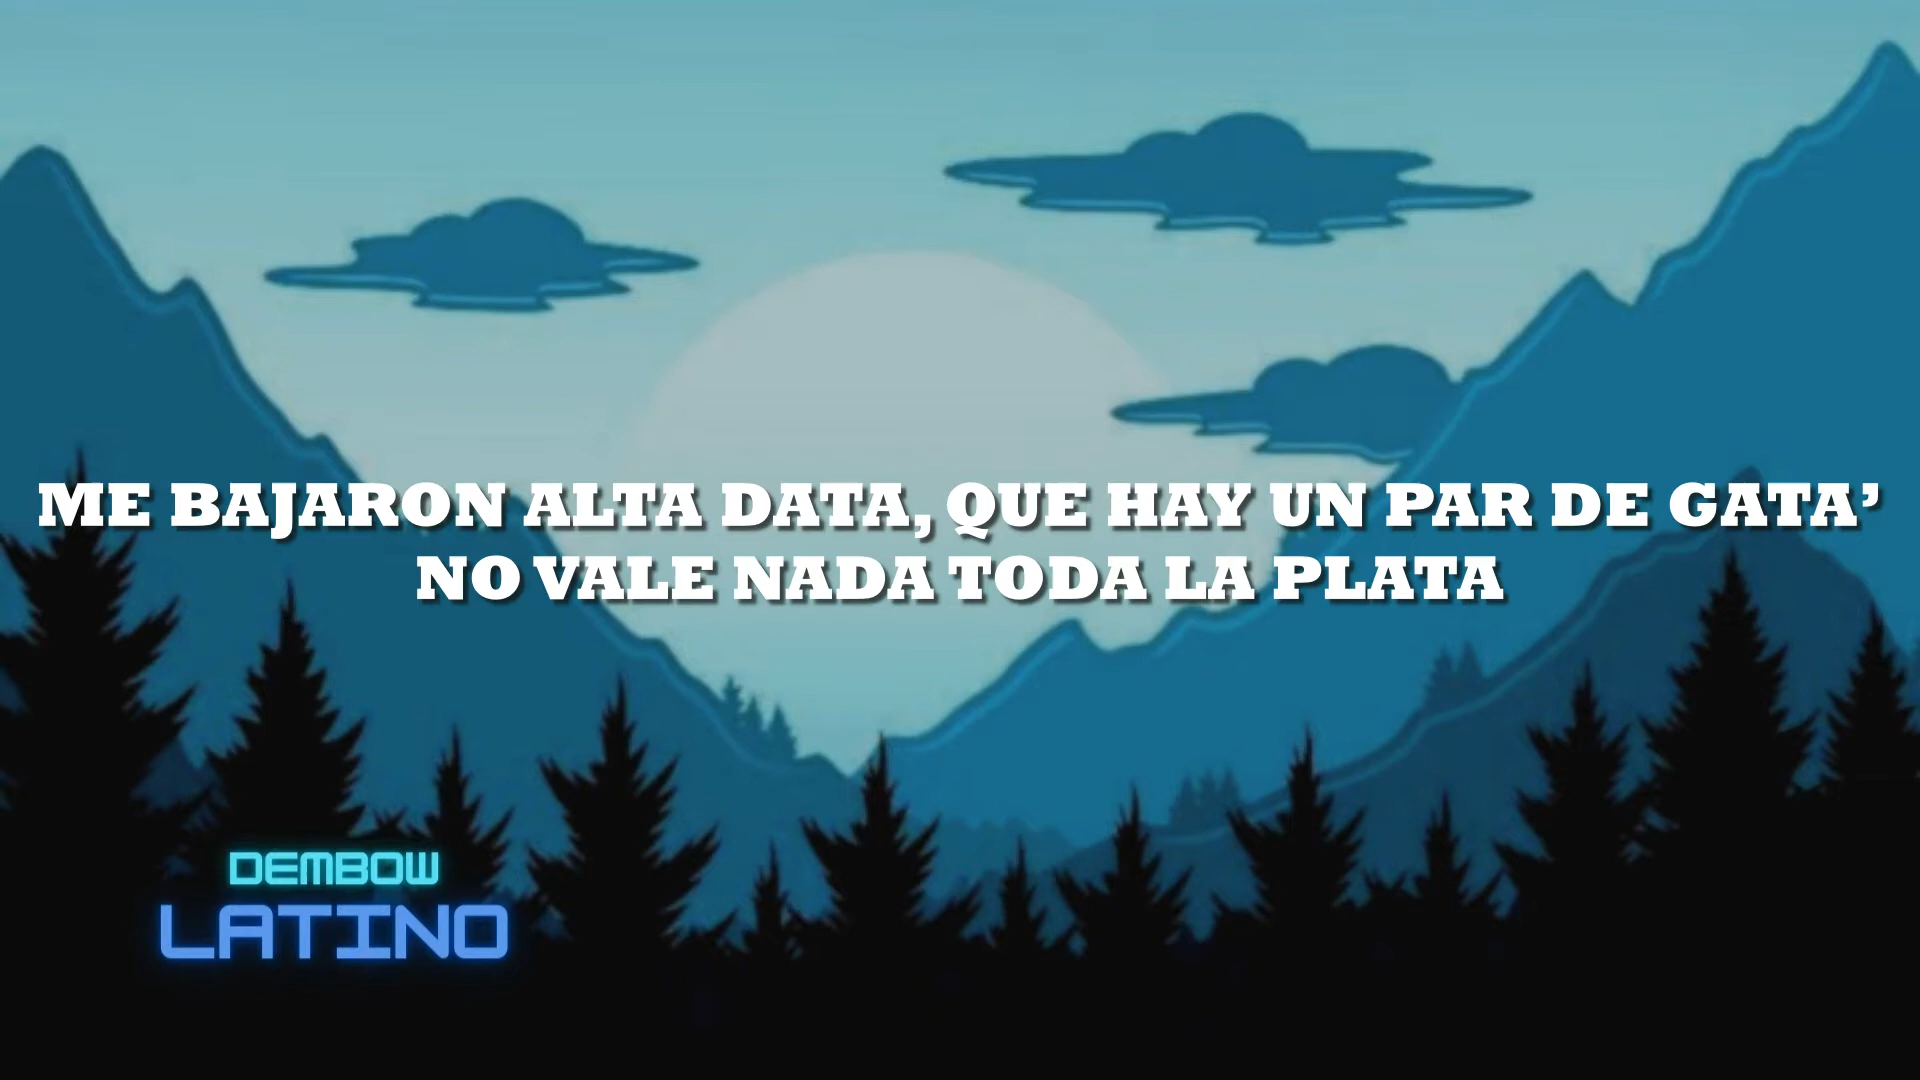 ME BAJARON ALTA DATA, QUE HAY UN PAR DE GATA’
NO VALE NADA TODA LA PLATA
DEMBOW
LATINO